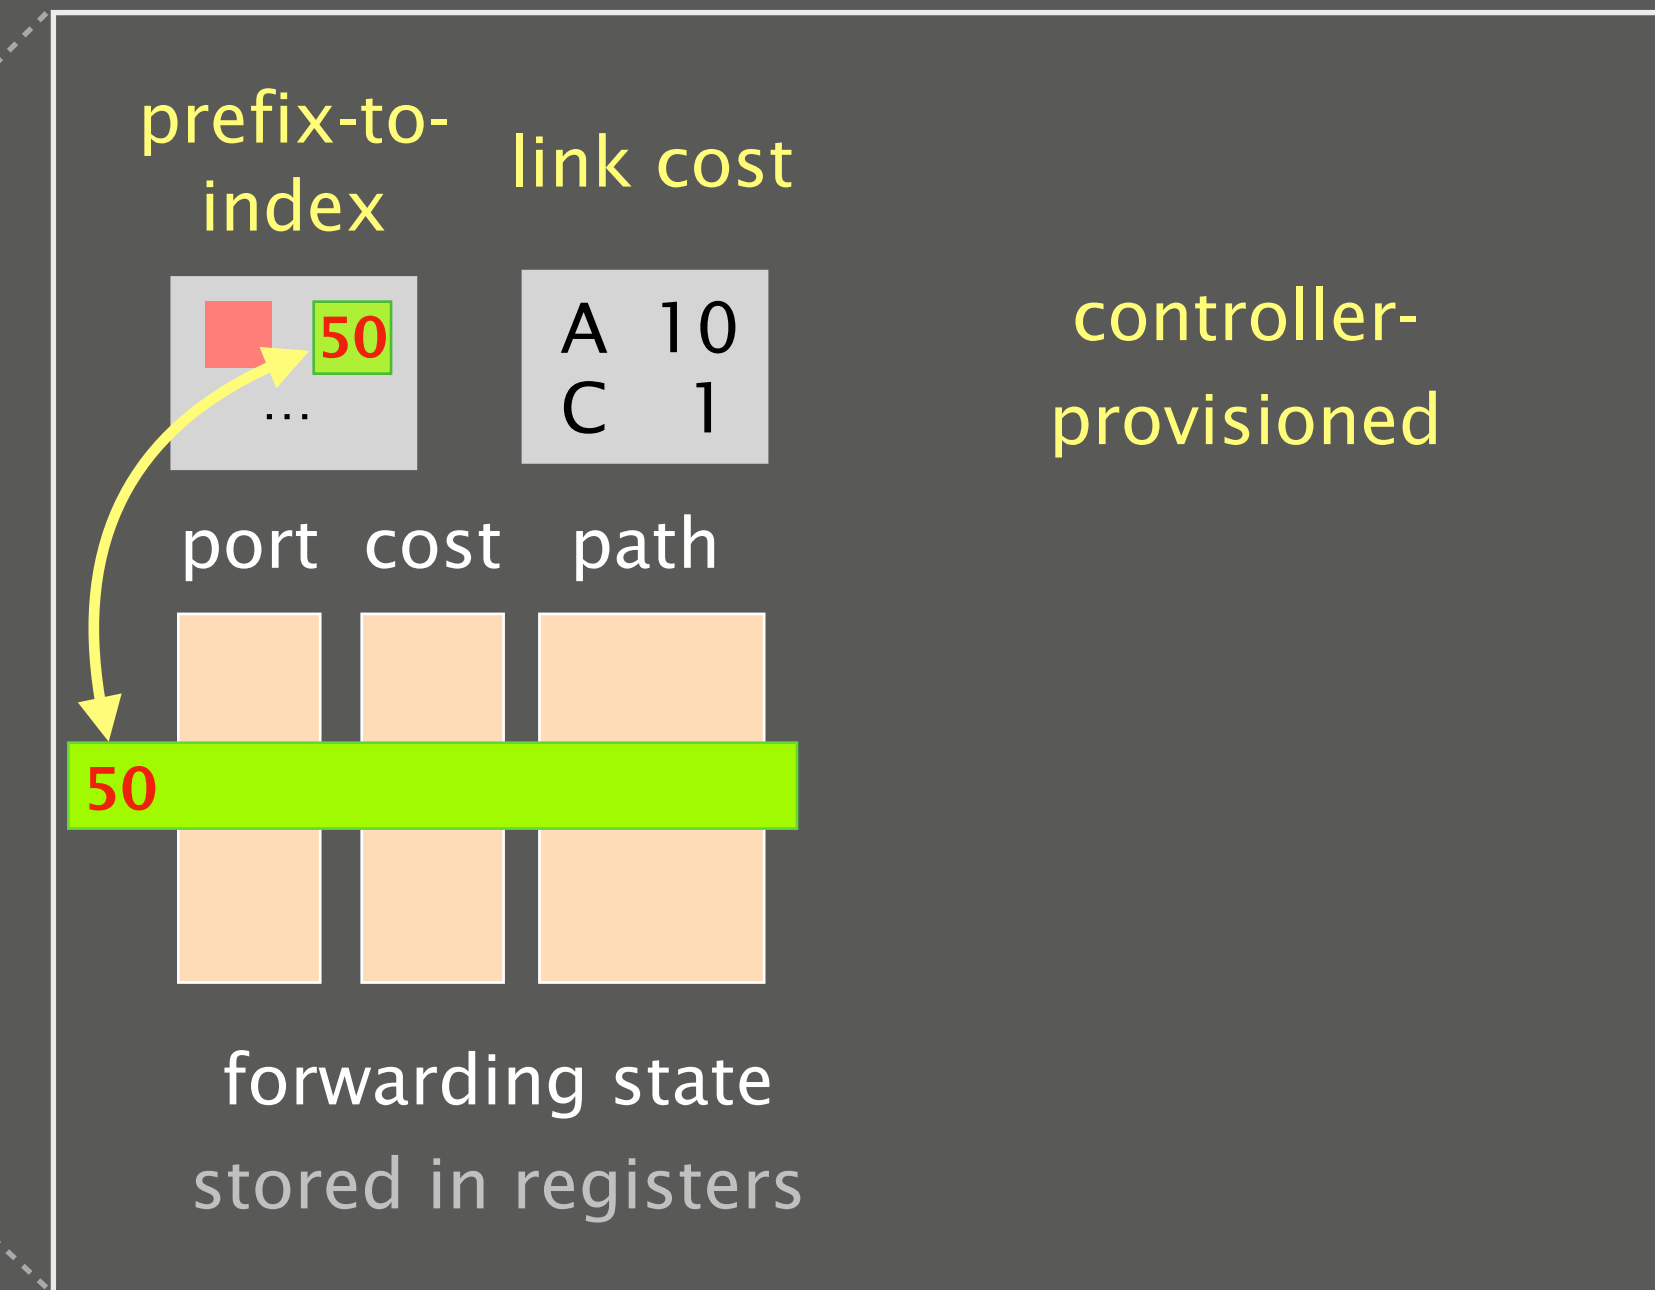 prefix-to-
index
link cost
50
...
A 10
C 1
controller-
provisioned
port cost path
50
forwarding state
stored in registers